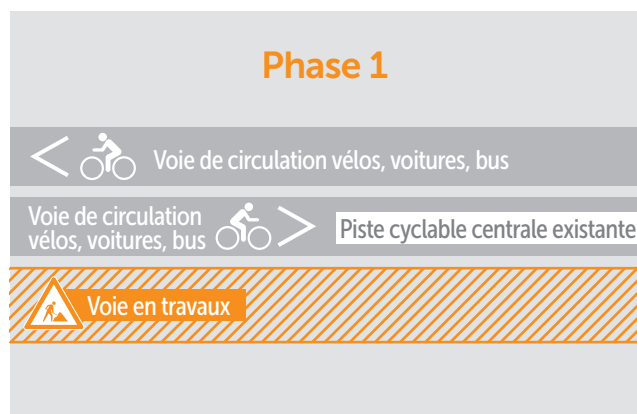 Phase 1
Voie de circulation vélos, voitures, bus
Voie de circulation
vélos, voitures, bus
Piste cyclable centrale existante
Voie en travaux